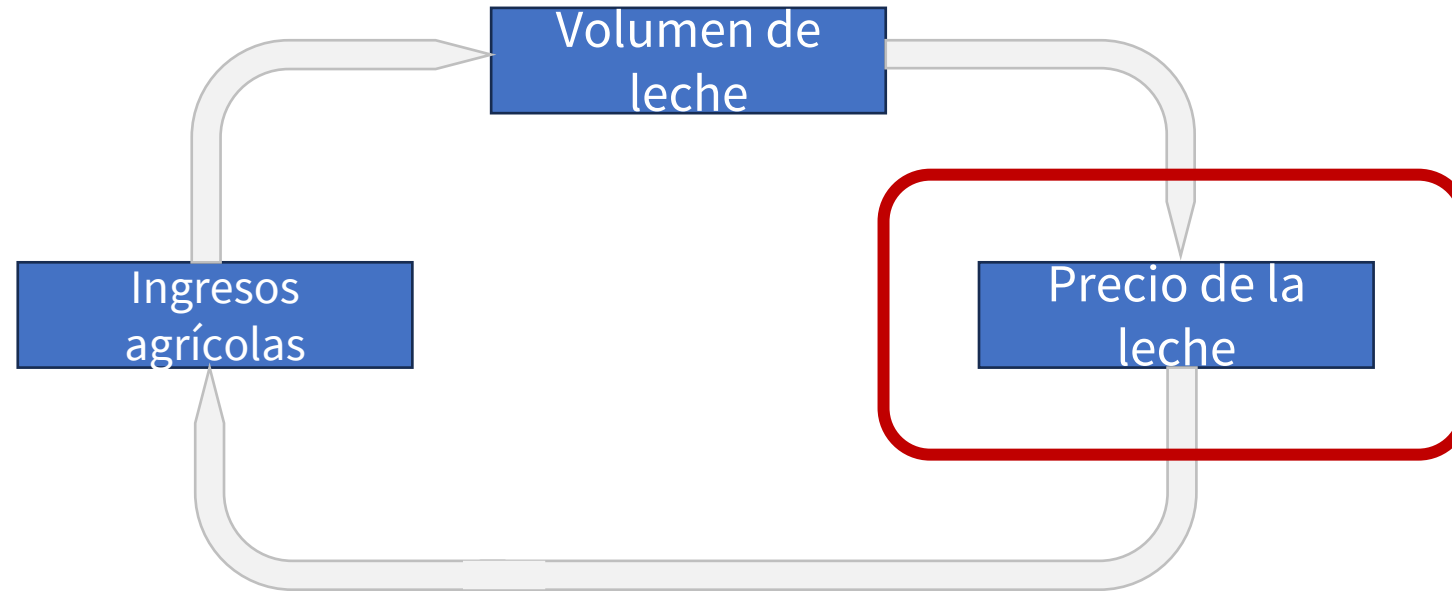 Volumen de
leche
Ingresos
agrícolas
Precio de la
leche